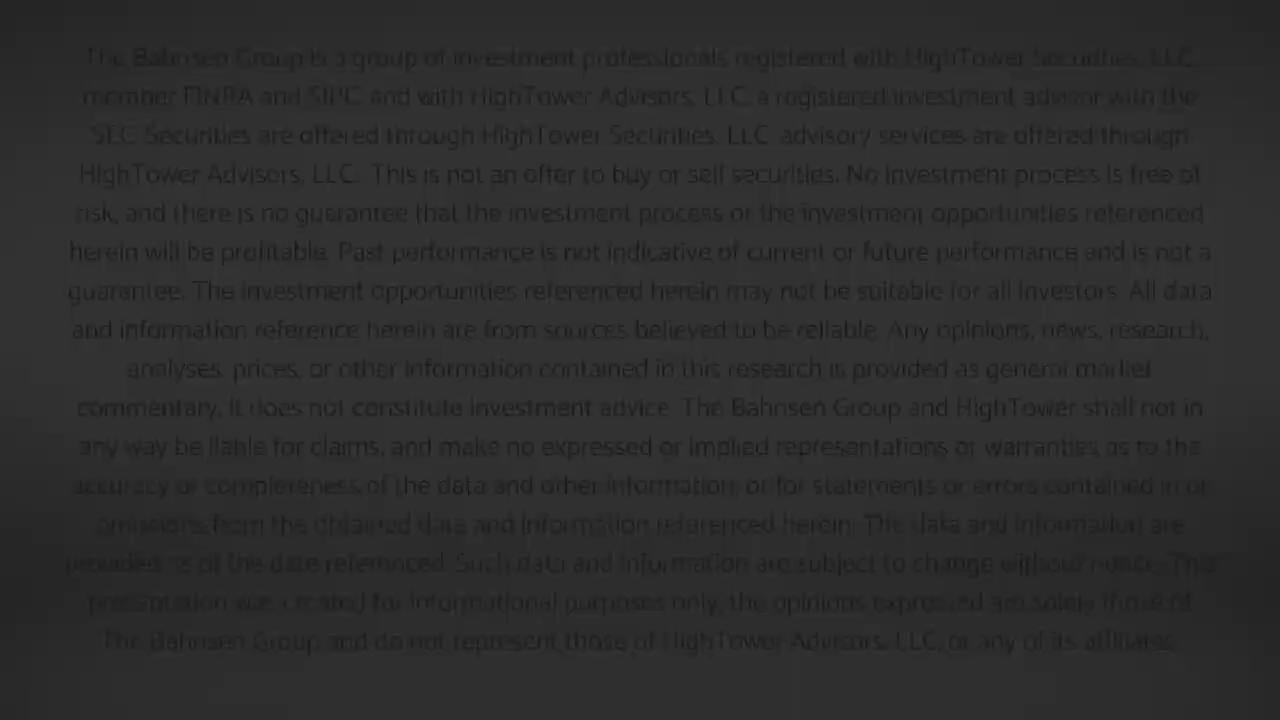 The Bahnsen Group is a group of investment professionals registered with HighTower Securities, LLC,
member FINRA and SIPC, and with HighTower Advisors, LLC, a registered investment advisor with the
SEC. Securities are offered through HighTower Securities, LLC; advisory services are offered through
HighTower Advisors, LLC. This is not an offer to buy or sell securities. No investment process is free of
risk, and there is no guarantee that the investment process or the investment opportunities referenced
herein will be profitable. Past performance is not indicative of current or future performance and is not a
guarantee. The investment opportunities referenced herein may not be suitable for all investors. All data
and information reference herein are from sources believed to be reliable. Any opinions, news, research,
analyses, prices, or other information contained in this research is provided as general market
commentary, it does not constitute investment advice. The Bahnsen Group and HighTower shall not in
any way be liable for claims, and make no expressed or implied representations or warranties as to the
accuracy or completeness of the data and other information, or for statements or errors contained in or
omissions from the obtained data and information referenced herein. The data and information are
provided as of the date referenced. Such data and information are subject to change without notice. This
presentation was created for informational purposes only; the opinions expressed are solely those of
The Bahnsen Group and do not represent those of HighTower Advisors, LLC, or any of its affiliates.